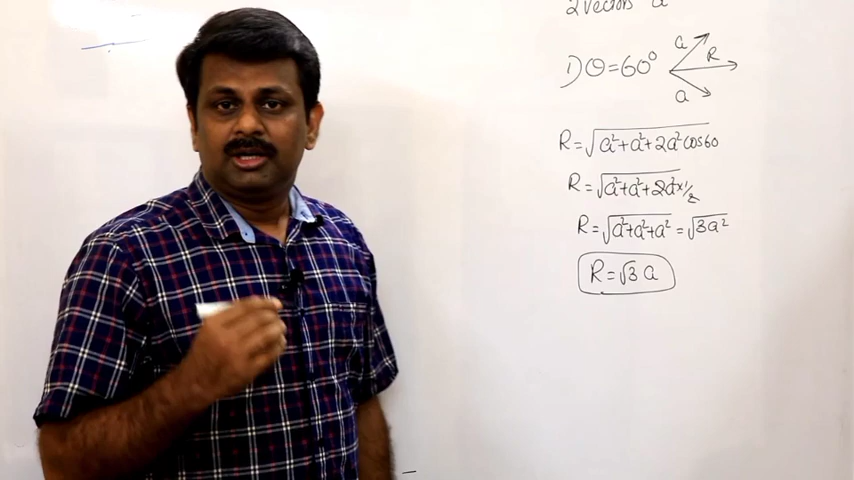 2 Vectors a
1) θ=60° a R a
R=√a²+a²+2a²cos60
R=√a²+a²+2a²×1/2
R=√a²+a²+a² = √3a²
R=√3 a